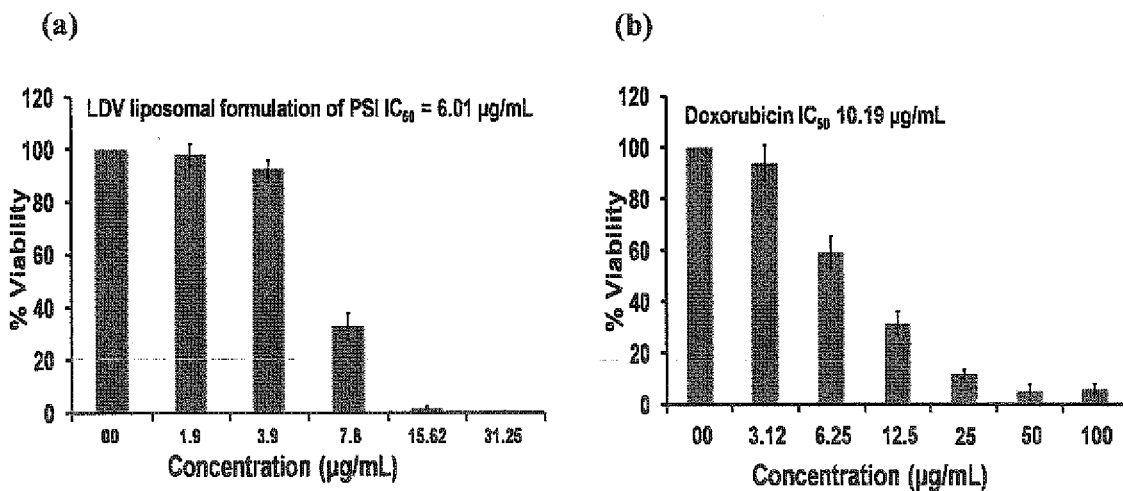 (a)
LDV liposomal formulation of PSI IC50 = 6.01 µg/mL
120
100
80
60
40
20
0
% Viability
00 1.9 3.9 7.8 15.62 31.25
Concentration (µg/mL)
(b)
Doxorubicin IC50 10.19 µg/mL
120
100
80
60
40
20
0
% Viability
00 3.12 6.25 12.5 25 50 100
Concentration (µg/mL)